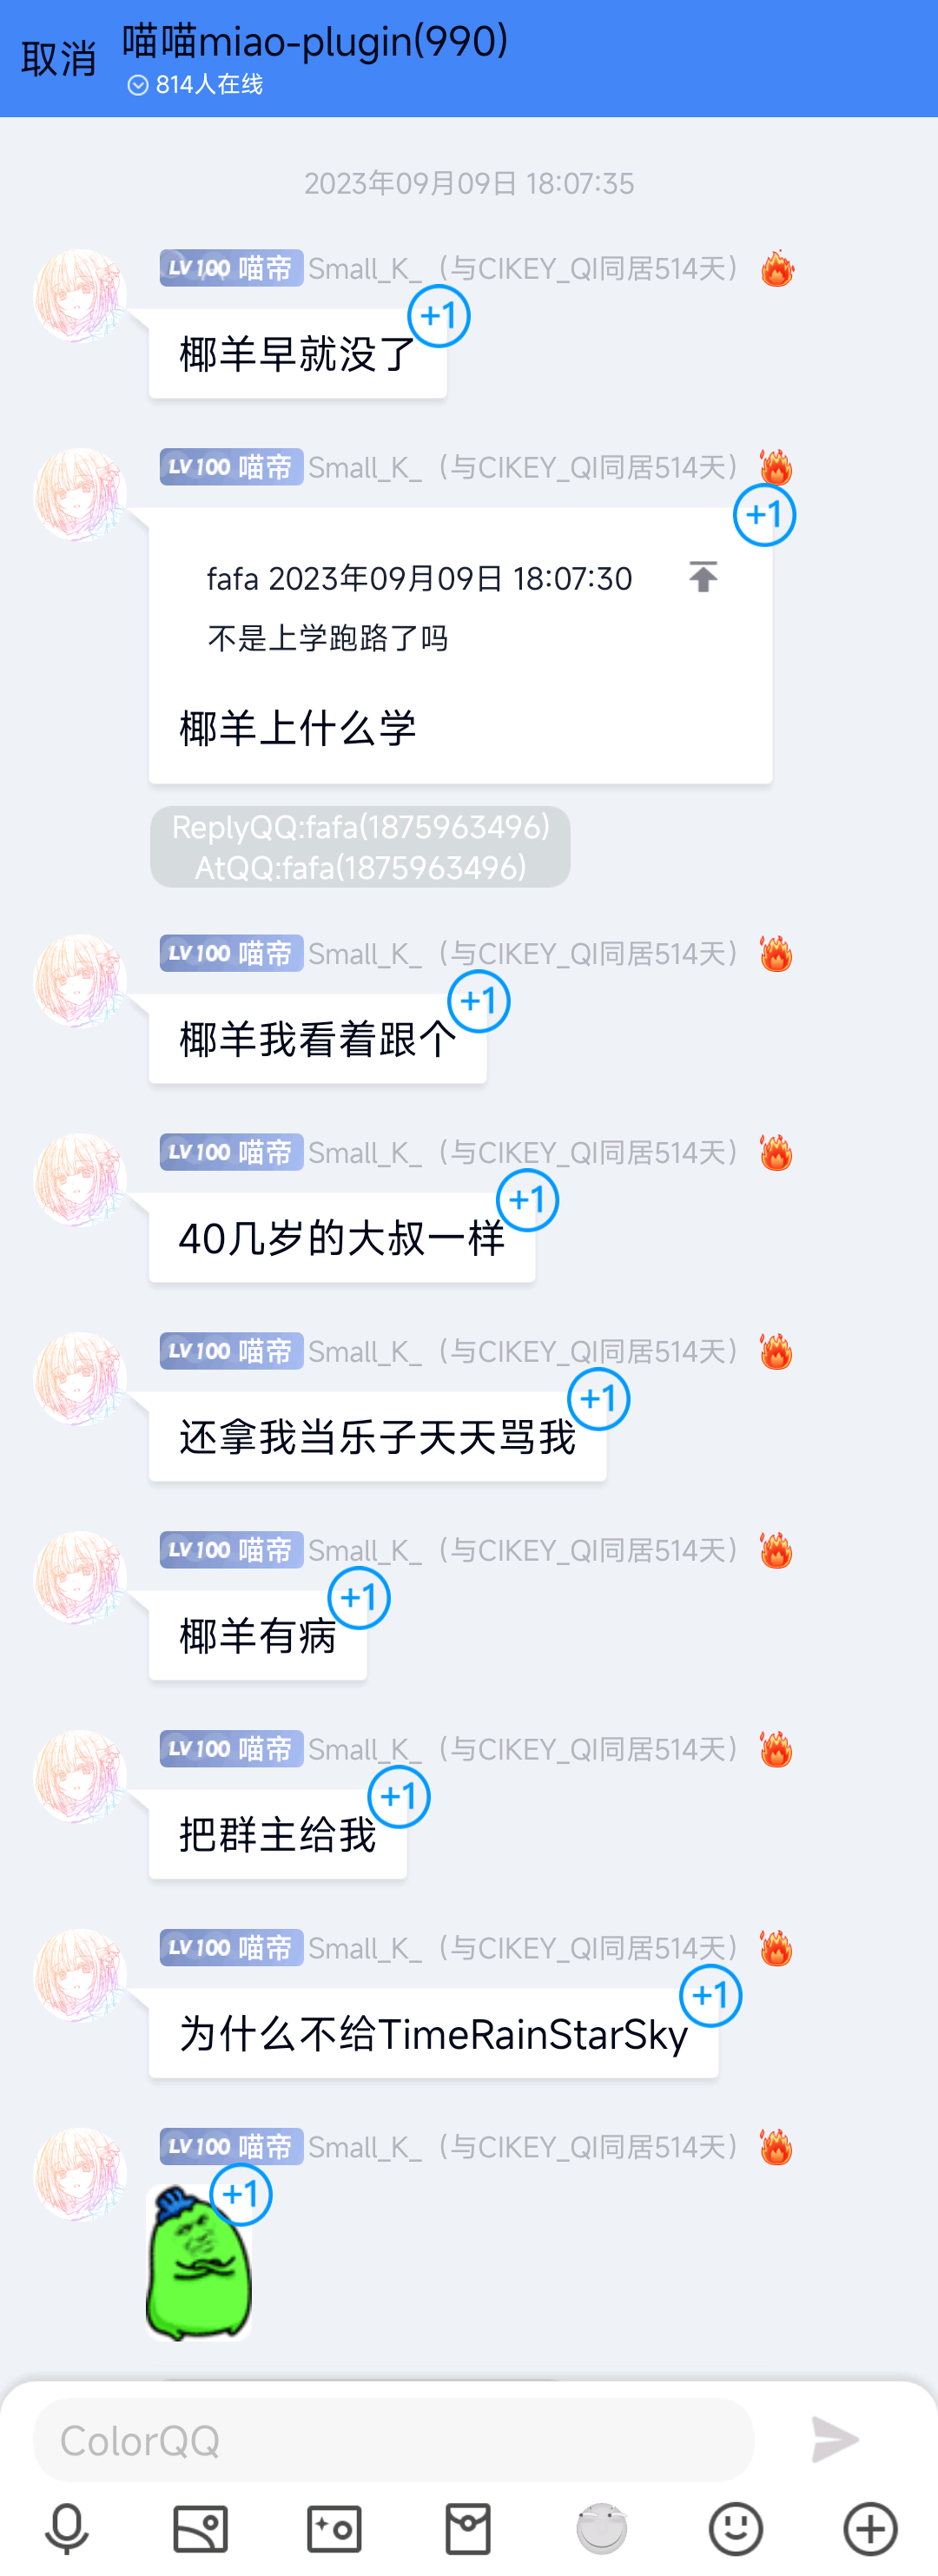 取消
喵喵miao-plugin(990)
814人在线
2023年09月09日 18:07:35
LV100 喵帝 Small_K_（与CIKEY_QI同居514天）
+1
椰羊早就没了
LV100 喵帝 Small_K_（与CIKEY_QI同居514天）
+1
fafa 2023年09月09日 18:07:30
不是上学跑路了吗
椰羊上什么学
ReplyQQ:fafa(1875963496)
AtQQ:fafa(1875963496)
LV100 喵帝 Small_K_（与CIKEY_QI同居514天）
+1
椰羊我看着跟个
LV100 喵帝 Small_K_（与CIKEY_QI同居514天）
+1
40几岁的大叔一样
LV100 喵帝 Small_K_（与CIKEY_QI同居514天）
+1
还拿我当乐子天天骂我
LV100 喵帝 Small_K_（与CIKEY_QI同居514天）
+1
椰羊有病
LV100 喵帝 Small_K_（与CIKEY_QI同居514天）
+1
把群主给我
LV100 喵帝 Small_K_（与CIKEY_QI同居514天）
+1
为什么不给TimeRainStarSky
LV100 喵帝 Small_K_（与CIKEY_QI同居514天）
+1
ColorQQ